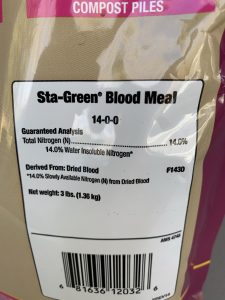 COMPOST PILES
Sta-Green® Blood Meal
14-0-0
Guaranteed Analysis
Total Nitrogen (N) 14.0%
14.0% Water Insoluble Nitrogen*
Derived From: Dried Blood F1430
*14.0% Slowly Available Nitrogen (N) from Dried Blood
Net weight: 3 lbs. (1.36 kg)
81636 12032